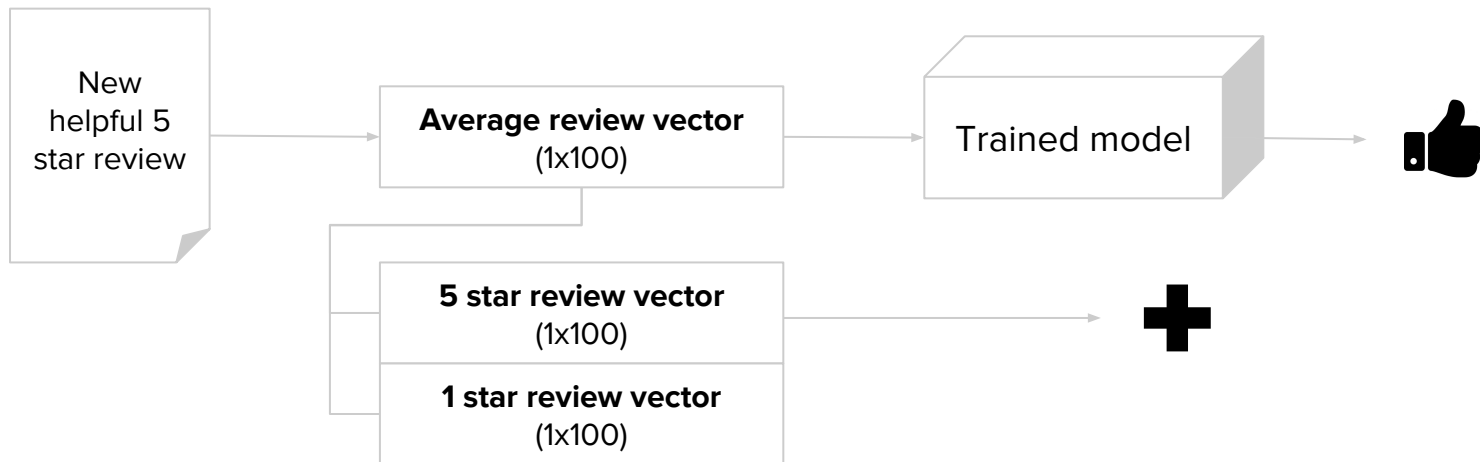 New
helpful 5
star review
Average review vector
(1x100)
Trained model
5 star review vector
(1x100)
1 star review vector
(1x100)